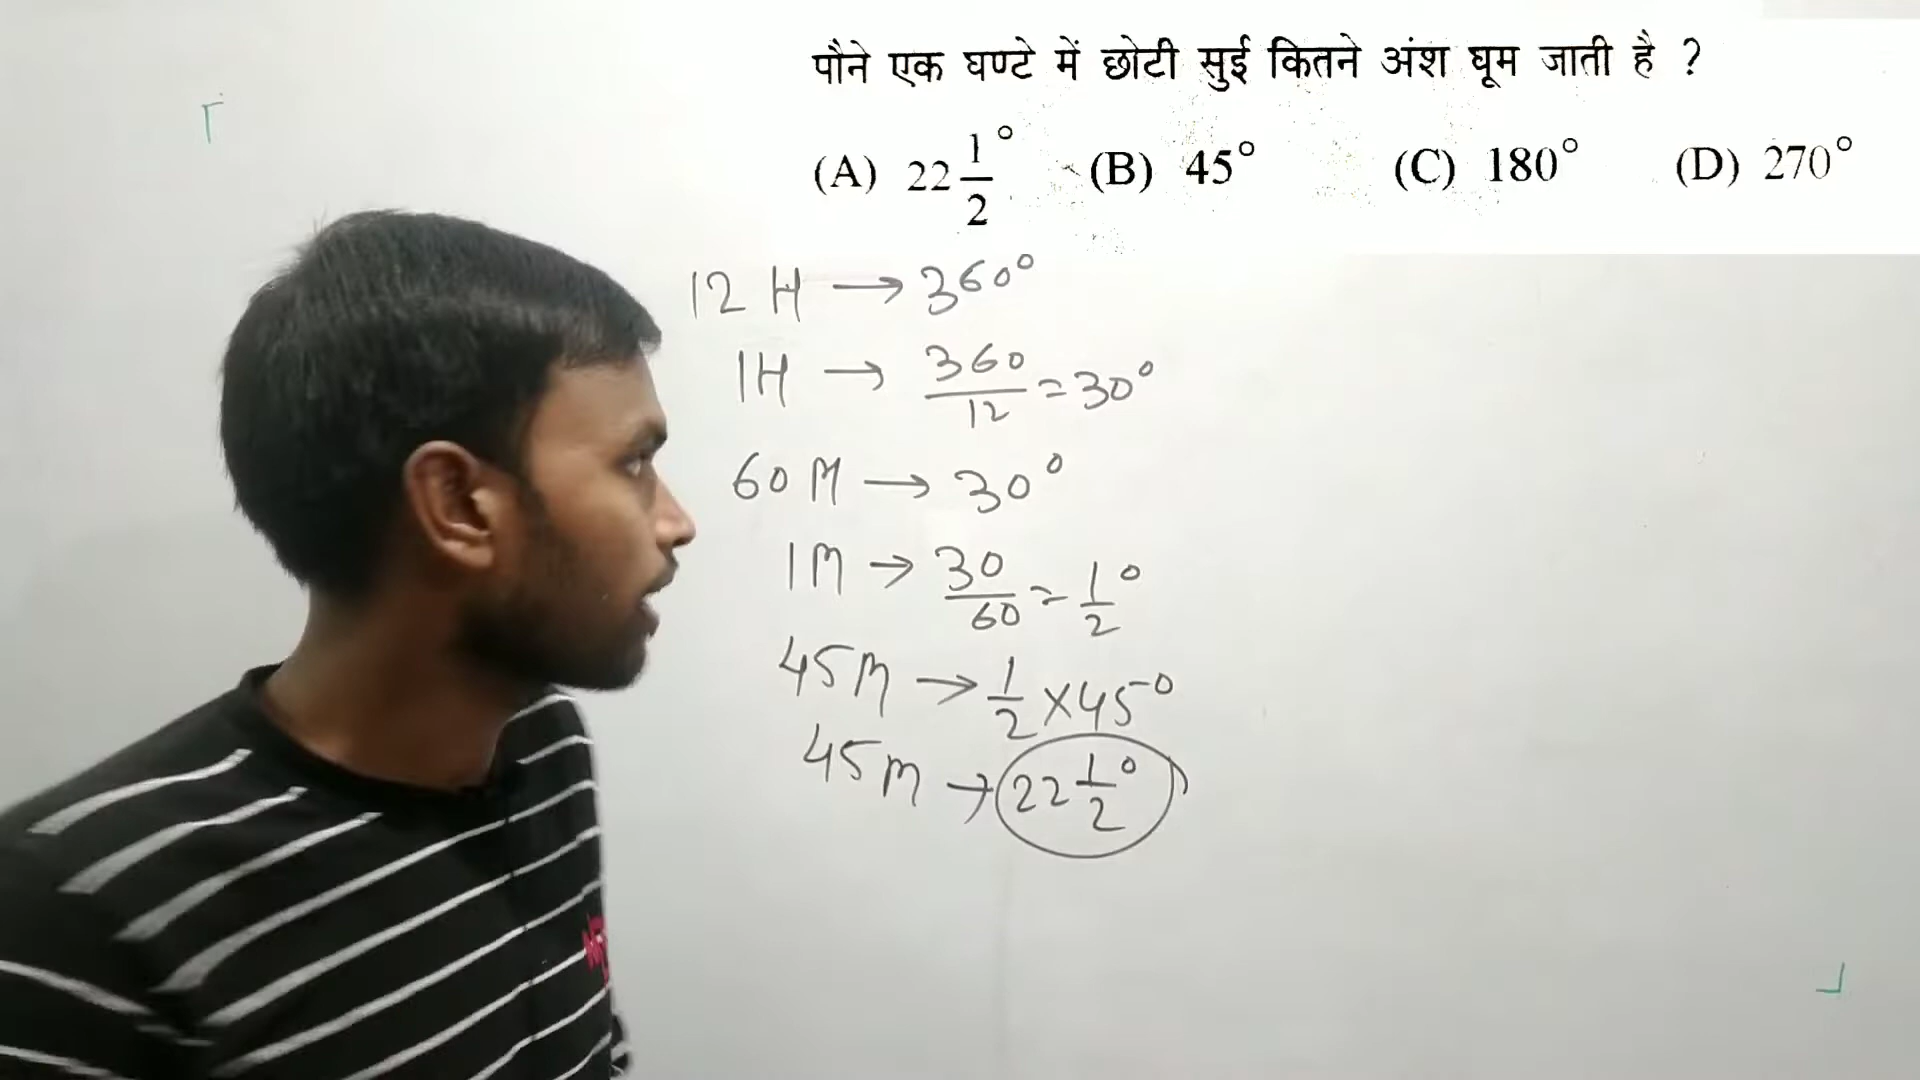 पौने एक घण्टे में छोटी सुई कितने अंश घूम जाती है ?
(A) 22 1/2° (B) 45° (C) 180° (D) 270°
12 H → 360°
1H → 360/12 = 30°
60 M → 30°
1M → 30/60 = 1/2°
45M → 1/2 × 45°
45M → 22 1/2°